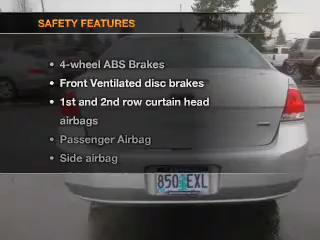 SAFETY FEATURES
• 4-wheel ABS Brakes
• Front Ventilated disc brakes
• 1st and 2nd row curtain head
airbags
• Passenger Airbag
• Side airbag
850 EXL